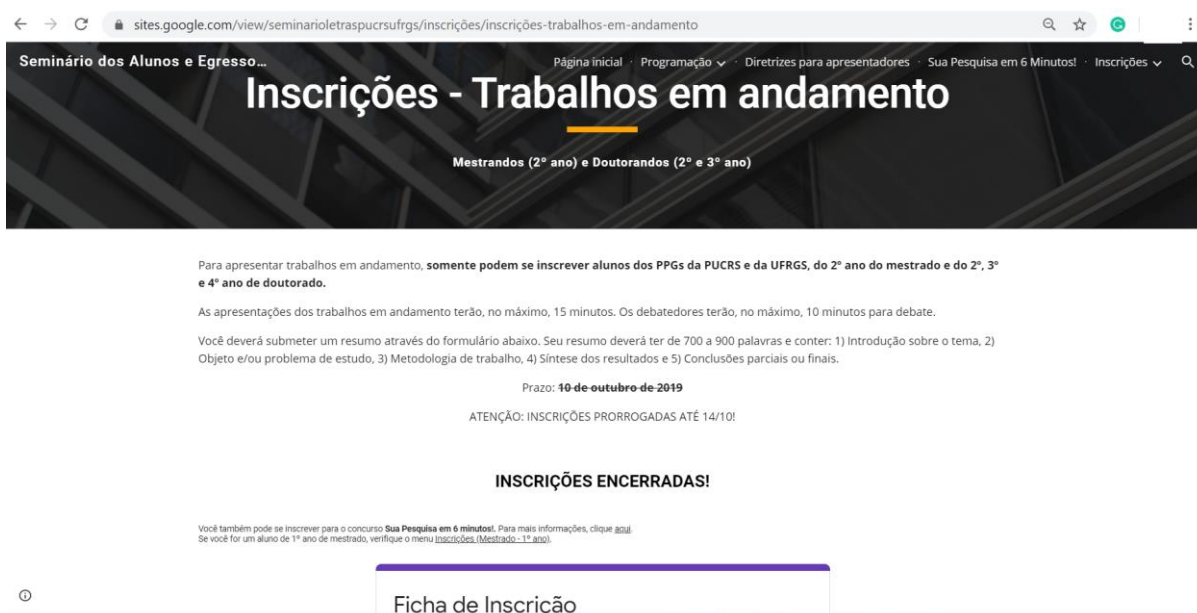 sites.google.com/view/seminarioletraspucrsufrgs/inscrições/inscrições-trabalhos-em-andamento
Seminário dos Alunos e Egresso...
Página inicial · Programação · Diretrizes para apresentadores · Sua Pesquisa em 6 Minutos! · Inscrições
Inscrições - Trabalhos em andamento
Mestrandos (2º ano) e Doutorandos (2º e 3º ano)
Para apresentar trabalhos em andamento, somente podem se inscrever alunos dos PPGs da PUCRS e da UFRGS, do 2º ano do mestrado e do 2º, 3º
e 4º ano de doutorado.
As apresentações dos trabalhos em andamento terão, no máximo, 15 minutos. Os debatedores terão, no máximo, 10 minutos para debate.
Você deverá submeter um resumo através do formulário abaixo. Seu resumo deverá ter de 700 a 900 palavras e conter: 1) Introdução sobre o tema, 2)
Objeto e/ou problema de estudo, 3) Metodologia de trabalho, 4) Síntese dos resultados e 5) Conclusões parciais ou finais.
Prazo: 10 de outubro de 2019
ATENÇÃO: INSCRIÇÕES PRORROGADAS ATÉ 14/10!
INSCRIÇÕES ENCERRADAS!
Você também pode se inscrever para o concurso Sua Pesquisa em 6 minutos!. Para mais informações, clique aqui.
Se você for um aluno de 1º ano de mestrado, verifique o menu Inscrições (Mestrado - 1º ano).
Ficha de Inscrição